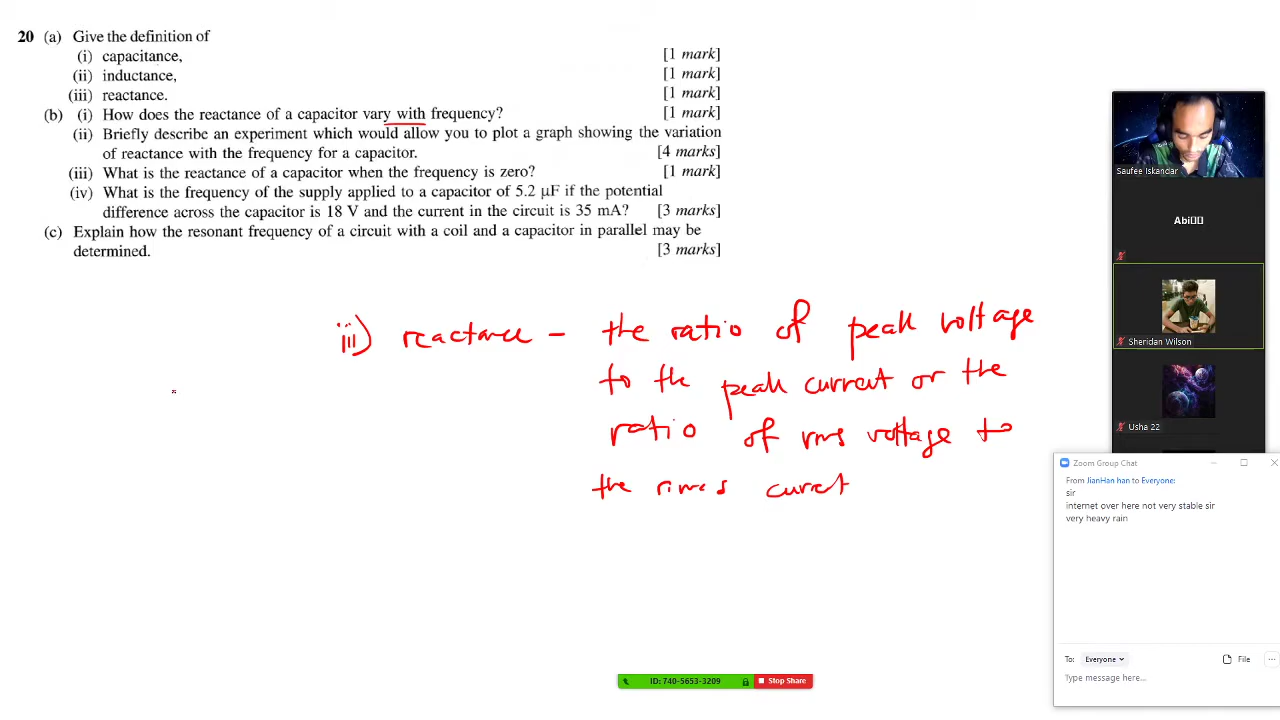 20 (a) Give the definition of
(i) capacitance, [1 mark]
(ii) inductance, [1 mark]
(iii) reactance. [1 mark]
(b) (i) How does the reactance of a capacitor vary with frequency? [1 mark]
(ii) Briefly describe an experiment which would allow you to plot a graph showing the variation
of reactance with the frequency for a capacitor. [4 marks]
(iii) What is the reactance of a capacitor when the frequency is zero? [1 mark]
(iv) What is the frequency of the supply applied to a capacitor of 5.2 μF if the potential
difference across the capacitor is 18 V and the current in the circuit is 35 mA? [3 marks]
(c) Explain how the resonant frequency of a circuit with a coil and a capacitor in parallel may be
determined. [3 marks]
iii) reactance - the ratio of peak voltage
to the peak current or the
ratio of rms voltage to
the rms curret
Saufee Iskandar
Abi
Sheridan Wilson
Usha 22
Zoom Group Chat
From JianHan han to Everyone:
sir
internet over here not very stable sir
very heavy rain
To: Everyone File
Type message here...
ID: 740-5653-3209 Stop Share